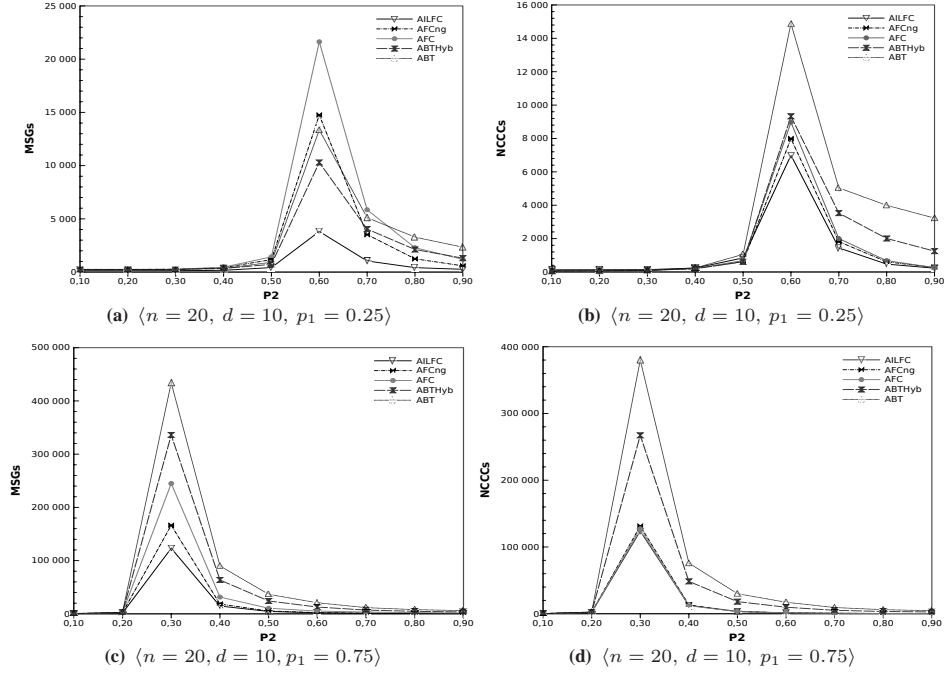 25 000
20 000
15 000
10 000
5 000
0
MSGs
AILFC
AFCng
AFC
ABTHyb
ABT
0,10 0,20 0,30 0,40 0,50 0,60 0,70 0,80 0,90
P2
(a) ⟨n = 20, d = 10, p₁ = 0.25⟩
16 000
14 000
12 000
10 000
8 000
6 000
4 000
2 000
0
NCCCs
AILFC
AFCng
AFC
ABTHyb
ABT
0,10 0,20 0,30 0,40 0,50 0,60 0,70 0,80 0,90
P2
(b) ⟨n = 20, d = 10, p₁ = 0.25⟩
500 000
400 000
300 000
200 000
100 000
0
MSGs
AILFC
AFCng
AFC
ABTHyb
ABT
0,10 0,20 0,30 0,40 0,50 0,60 0,70 0,80 0,90
P2
(c) ⟨n = 20, d = 10, p₁ = 0.75⟩
400 000
300 000
200 000
100 000
0
NCCCs
AILFC
AFCng
AFC
ABTHyb
ABT
0,10 0,20 0,30 0,40 0,50 0,60 0,70 0,80 0,90
P2
(d) ⟨n = 20, d = 10, p₁ = 0.75⟩